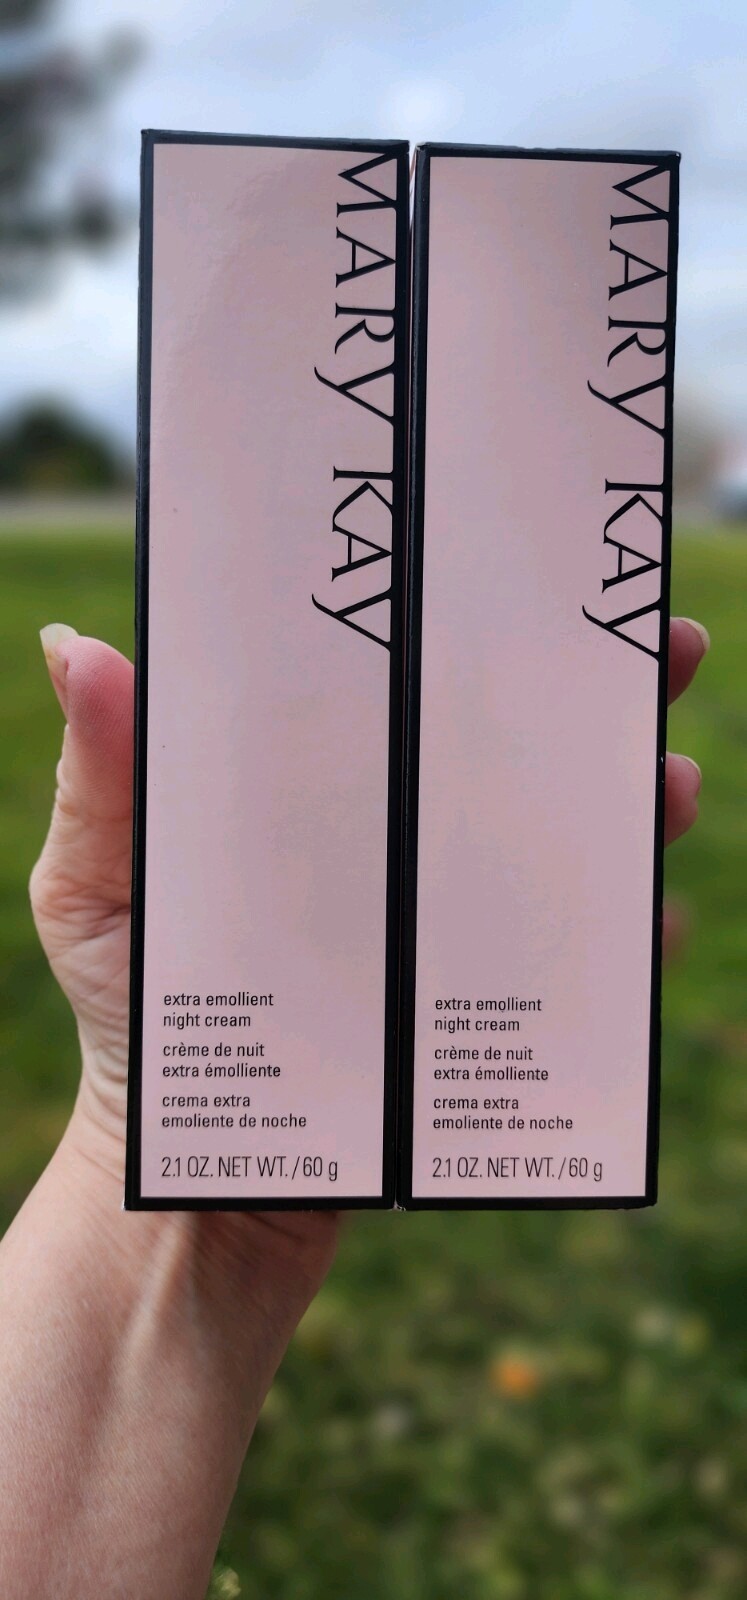 MARY KAY
extra emollient
night cream
crème de nuit
extra émolliente
crema extra
emoliente de noche
2.1 OZ. NET WT. / 60 g
MARY KAY
extra emollient
night cream
crème de nuit
extra émolliente
crema extra
emoliente de noche
2.1 OZ. NET WT. / 60 g